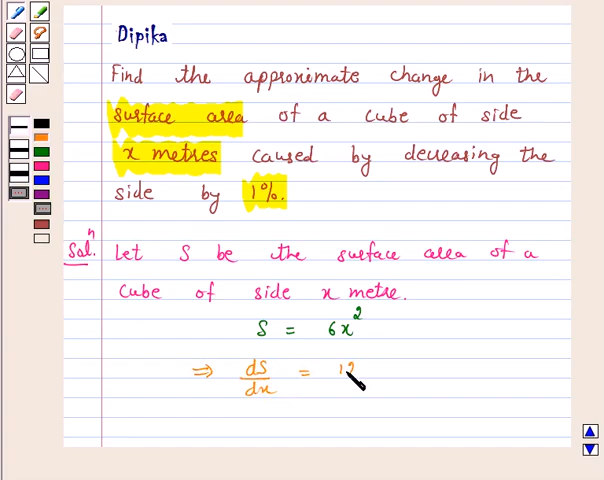 Dipika
Find the approximate change in the
surface area of a cube of side
x metres caused by decreasing the
side by 1%.
Solⁿ. Let S be the surface area of a
cube of side x metre.
S = 6x²
⇒ dS/dx = 12